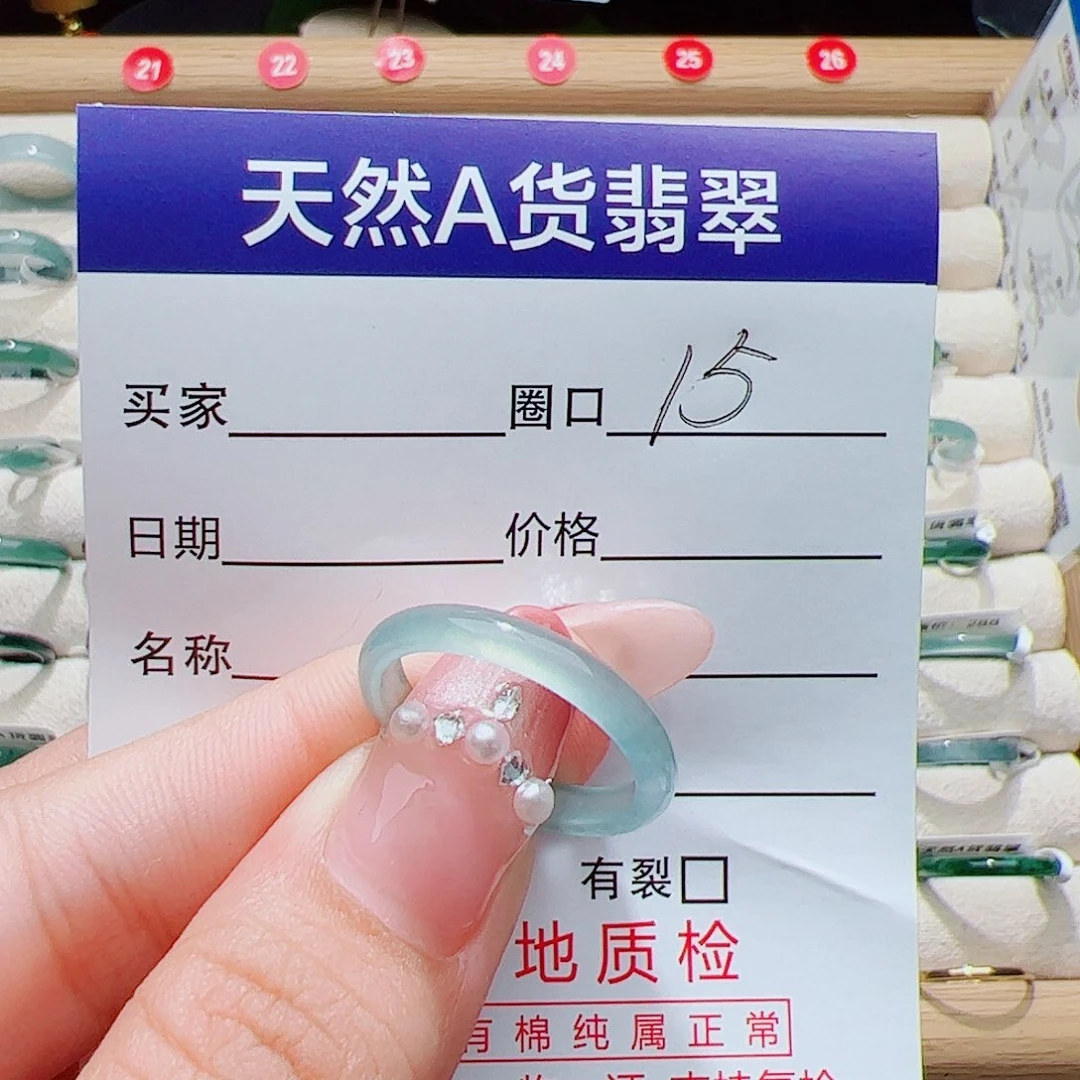 21 22 23 24 25 26
天然A货翡翠
买家 圈口 15
日期 价格
名称
有裂□
地质检
有棉纯属正常